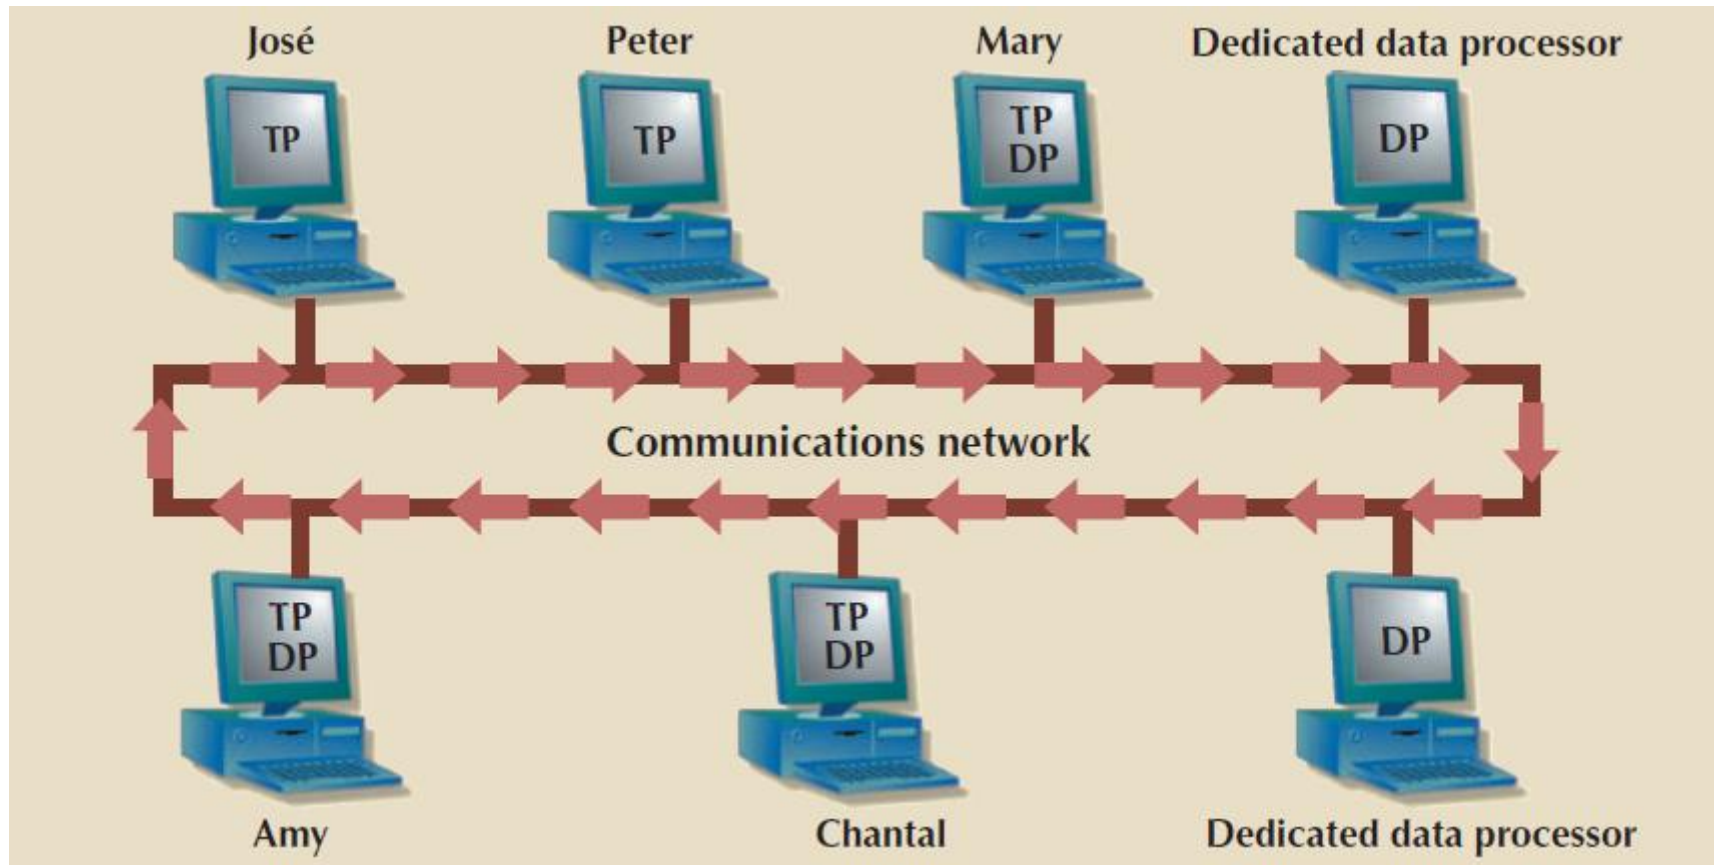 José
Peter
Mary
Dedicated data processor
TP
TP
TP
DP
DP
Communications network
TP
DP
TP
DP
DP
Amy
Chantal
Dedicated data processor